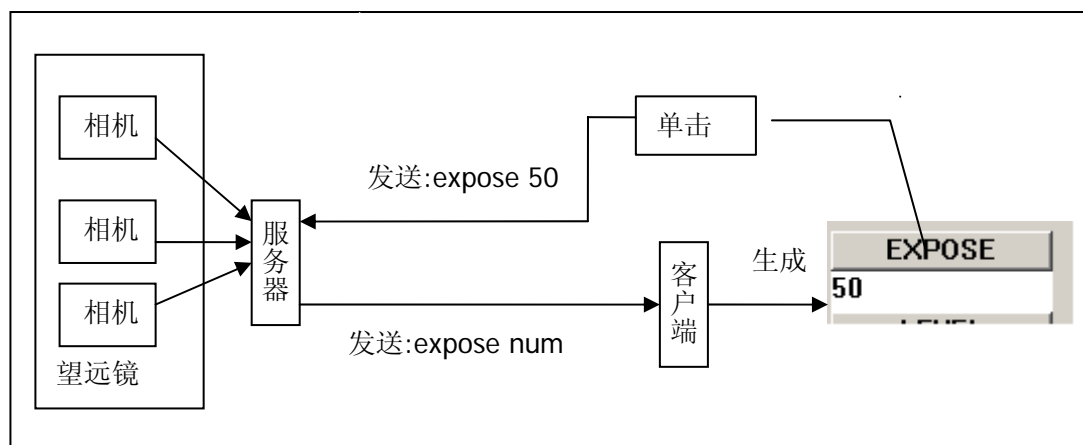 相机
相机
相机
望远镜
服务器
发送:expose 50
单击
发送:expose num
客户端
生成
EXPOSE
50